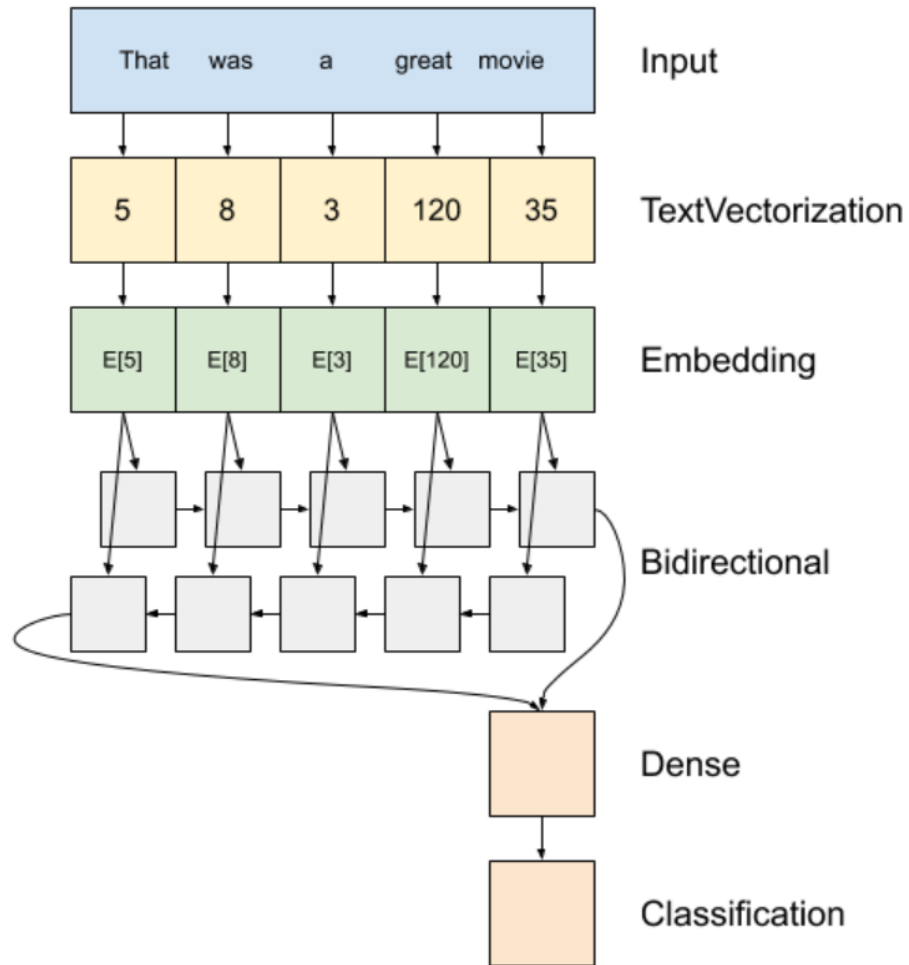 That was a great movie Input
5 8 3 120 35 TextVectorization
E[5] E[8] E[3] E[120] E[35] Embedding
Bidirectional
Dense
Classification